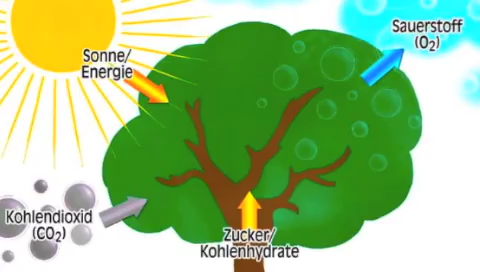 Sonne/
Energie
Sauerstoff
(O₂)
Kohlendioxid
(CO₂)
Zucker/
Kohlenhydrate